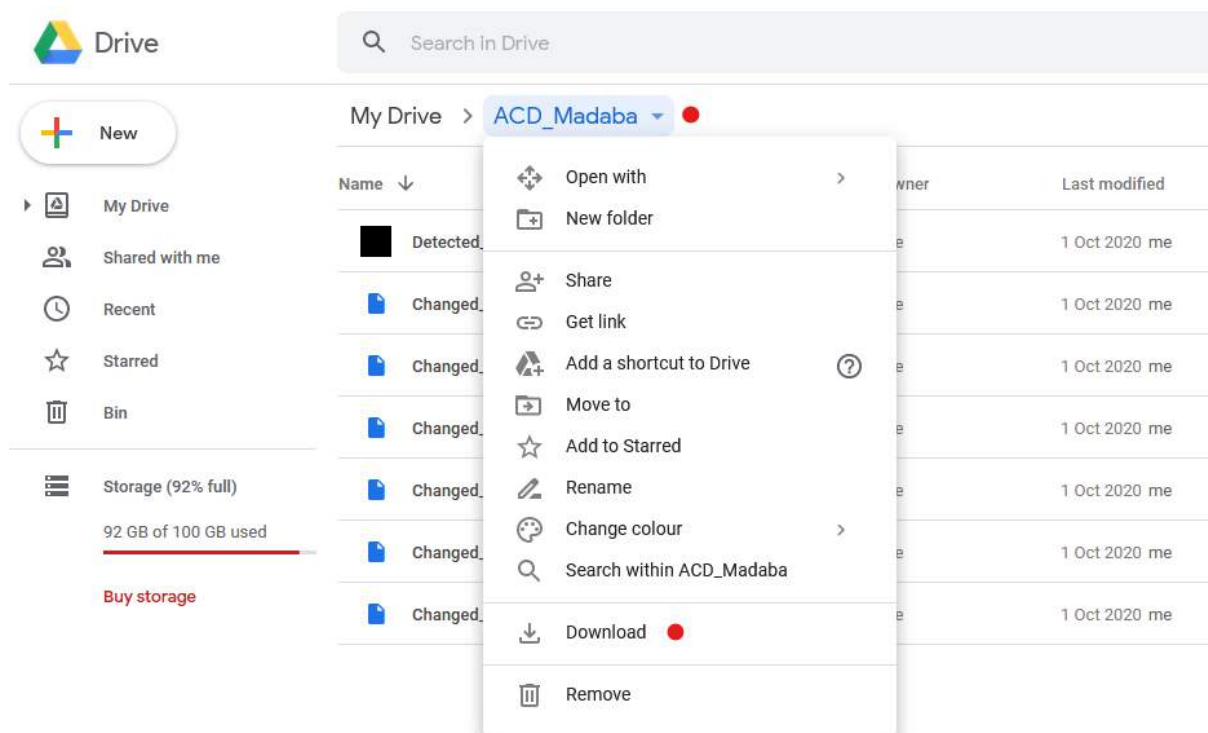 Drive
Search in Drive
New
My Drive
Shared with me
Recent
Starred
Bin
Storage (92% full)
92 GB of 100 GB used
Buy storage
My Drive > ACD_Madaba
Name wner Last modified
Detected_ e 1 Oct 2020 me
Changed_ e 1 Oct 2020 me
Changed_ e 1 Oct 2020 me
Changed_ e 1 Oct 2020 me
Changed_ e 1 Oct 2020 me
Changed_ e 1 Oct 2020 me
Changed_ e 1 Oct 2020 me
Open with
New folder
Share
Get link
Add a shortcut to Drive
Move to
Add to Starred
Rename
Change colour
Search within ACD_Madaba
Download
Remove